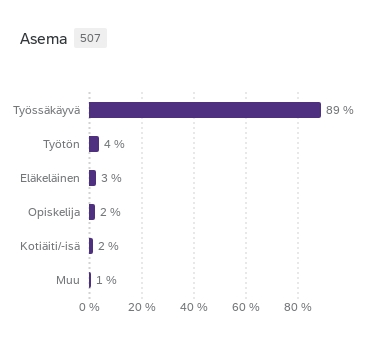 Asema 507
Työssäkäyvä 89 %
Työtön 4 %
Eläkeläinen 3 %
Opiskelija 2 %
Kotiäiti/-isä 2 %
Muu 1 %
0 % 20 % 40 % 60 % 80 %